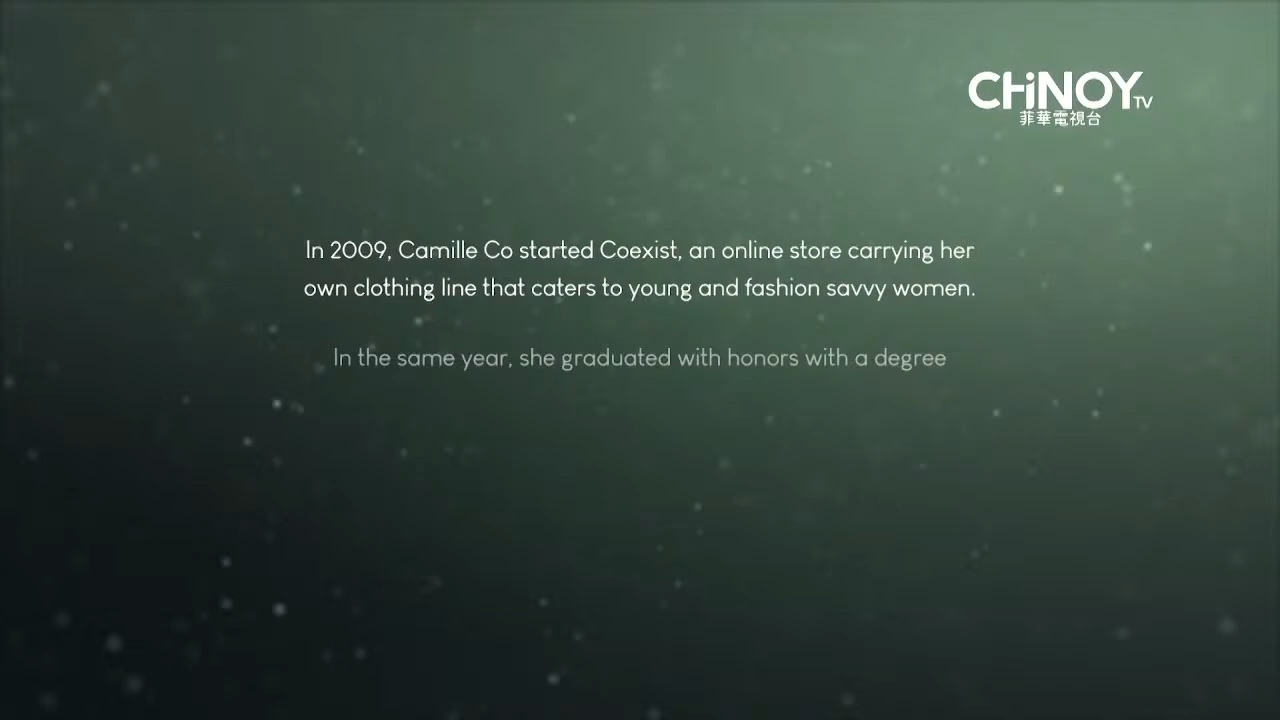 CHiNOY TV
菲華電視台
In 2009, Camille Co started Coexist, an online store carrying her
own clothing line that caters to young and fashion savvy women.
In the same year, she graduated with honors with a degree